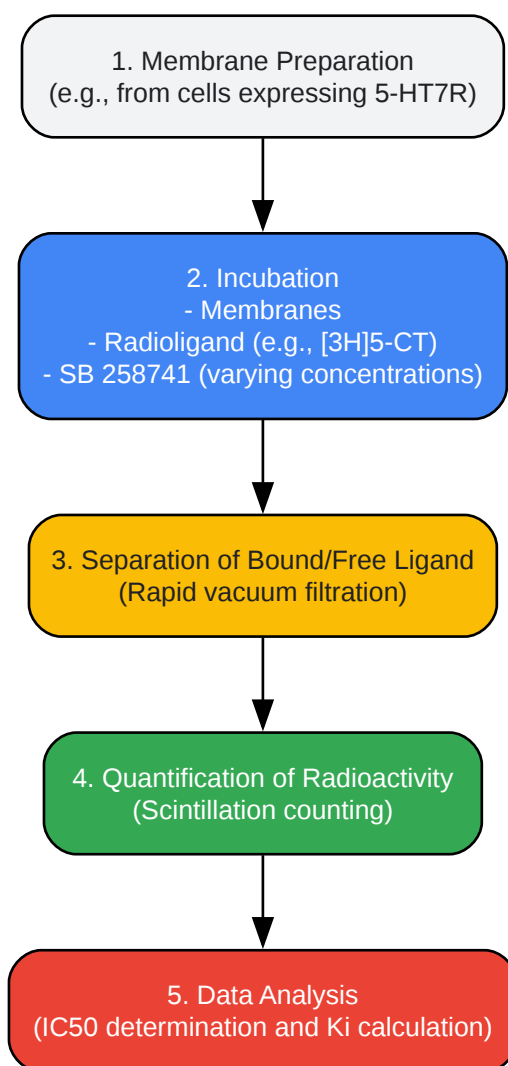 1. Membrane Preparation
(e.g., from cells expressing 5-HT7R)
2. Incubation
- Membranes
- Radioligand (e.g., [3H]5-CT)
- SB 258741 (varying concentrations)
3. Separation of Bound/Free Ligand
(Rapid vacuum filtration)
4. Quantification of Radioactivity
(Scintillation counting)
5. Data Analysis
(IC50 determination and Ki calculation)